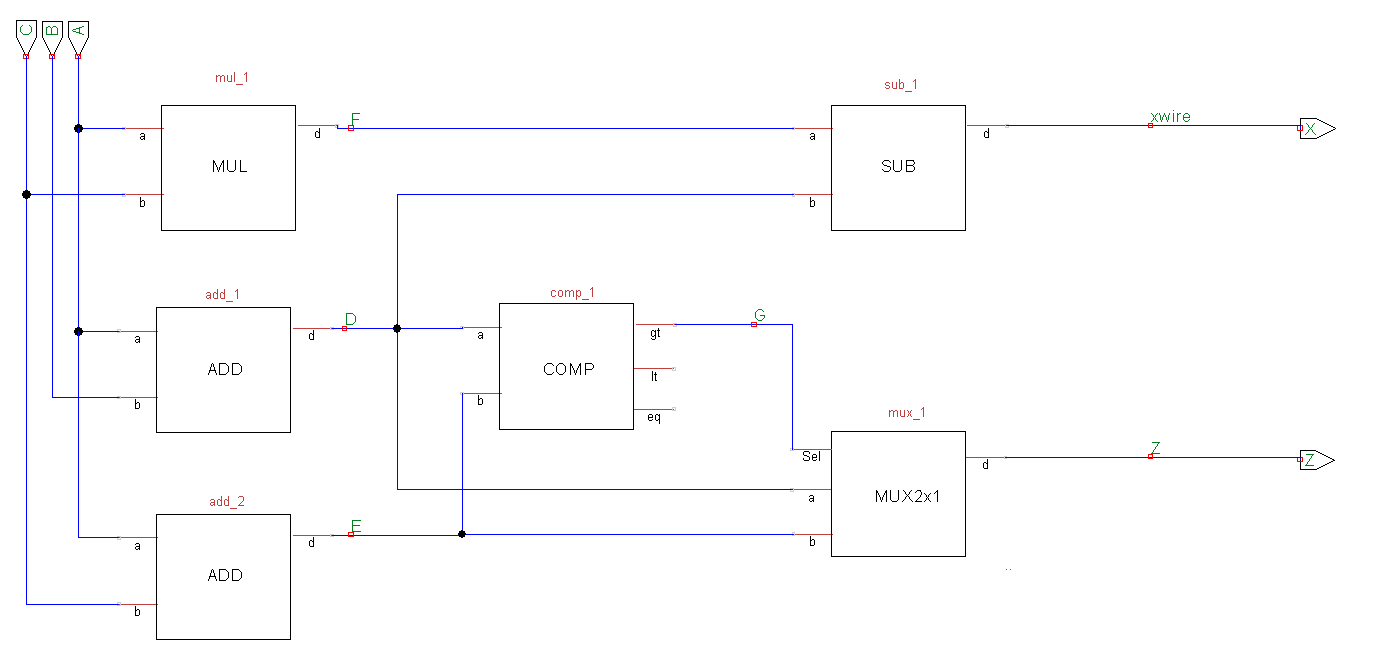 C B A
mul_1
a
b
MUL
d
F
sub_1
a
b
SUB
d
xwire
X
add_1
a
b
ADD
d
D
comp_1
a
b
COMP
gt
lt
eq
G
mux_1
Sel
a
b
MUX2x1
d
Z
Z
add_2
a
b
ADD
d
E